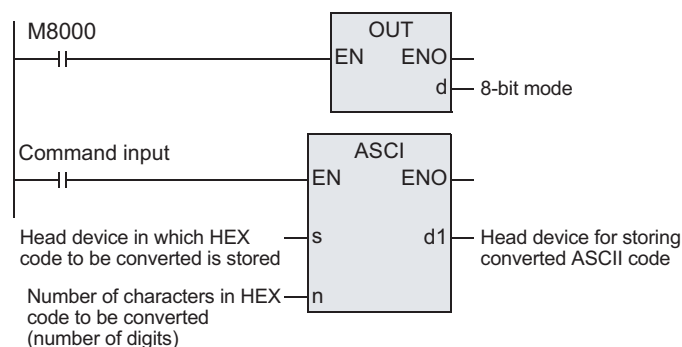 M8000
OUT
EN ENO
d 8-bit mode
Command input
ASCI
EN ENO
Head device in which HEX
code to be converted is stored
s
d1
Head device for storing
converted ASCII code
Number of characters in HEX
code to be converted
(number of digits)
n